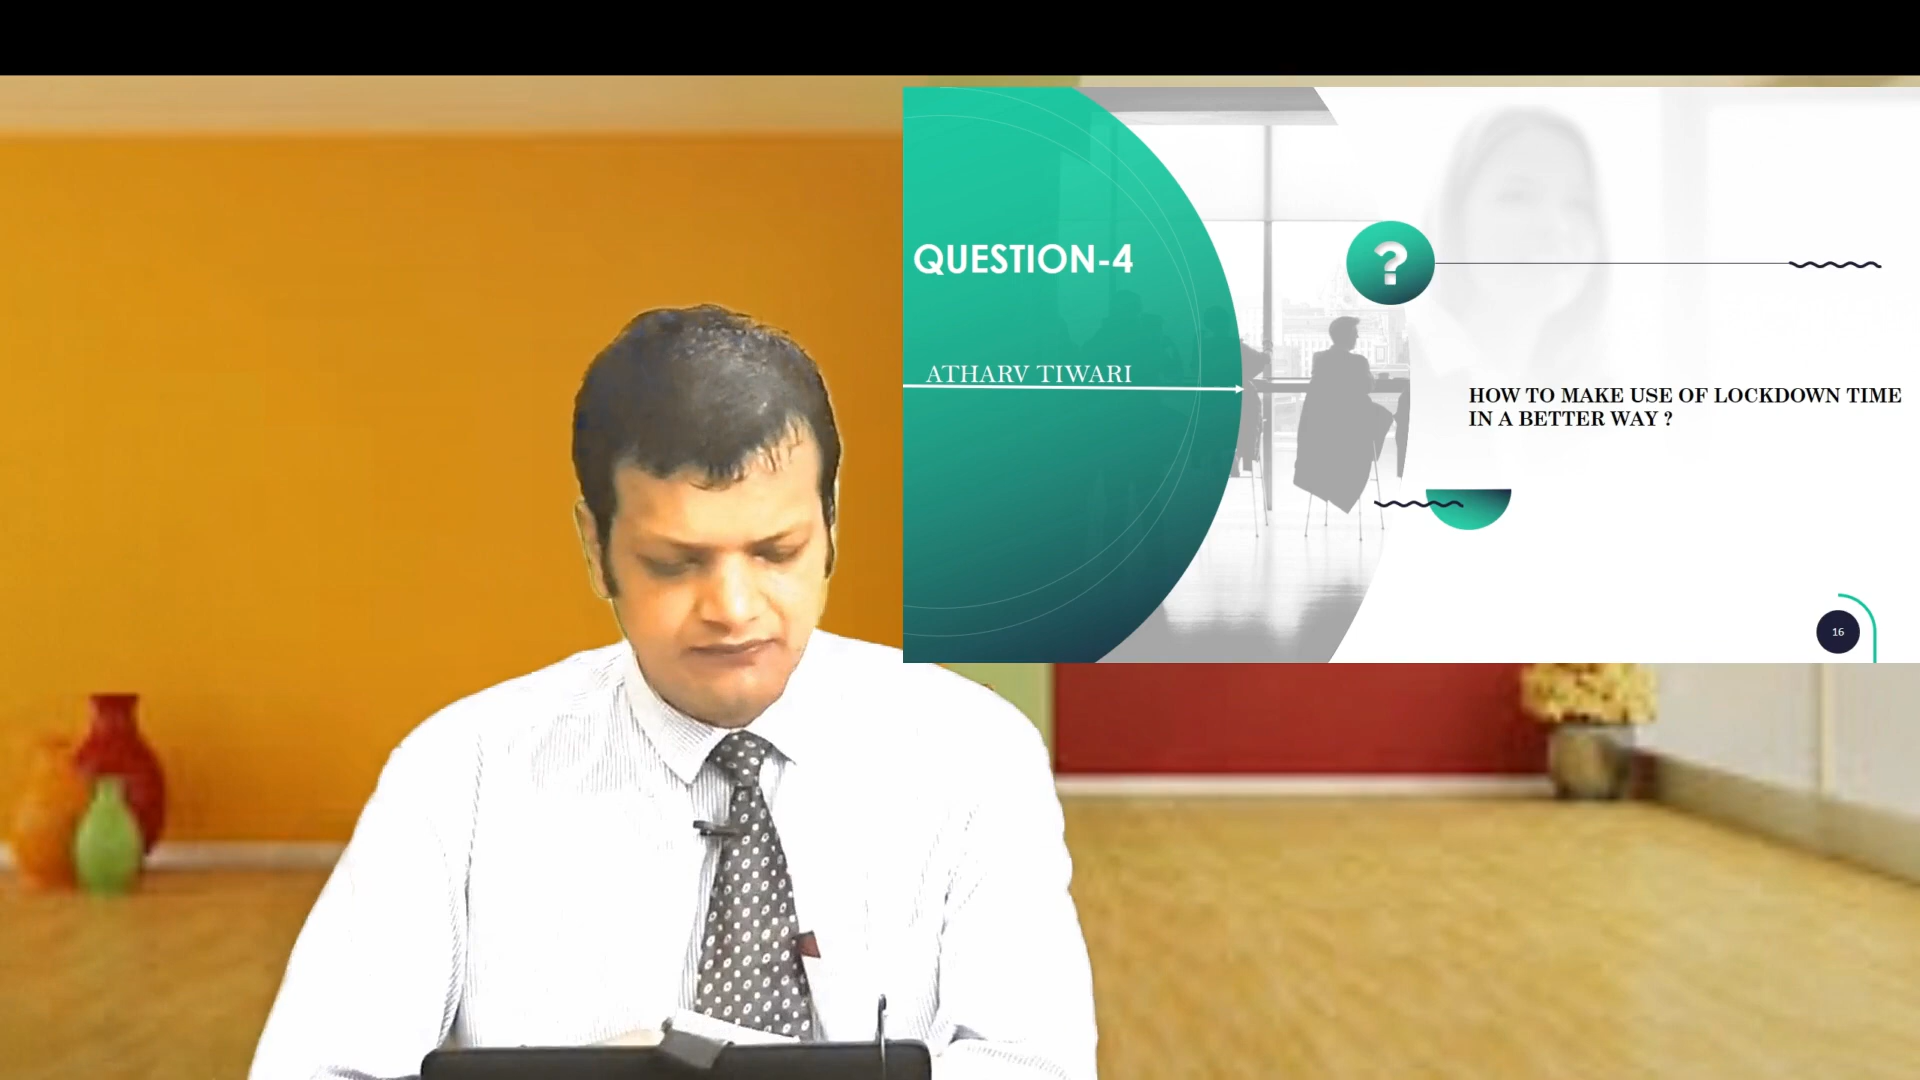 QUESTION-4
ATHARV TIWARI
?
HOW TO MAKE USE OF LOCKDOWN TIME
IN A BETTER WAY ?
16